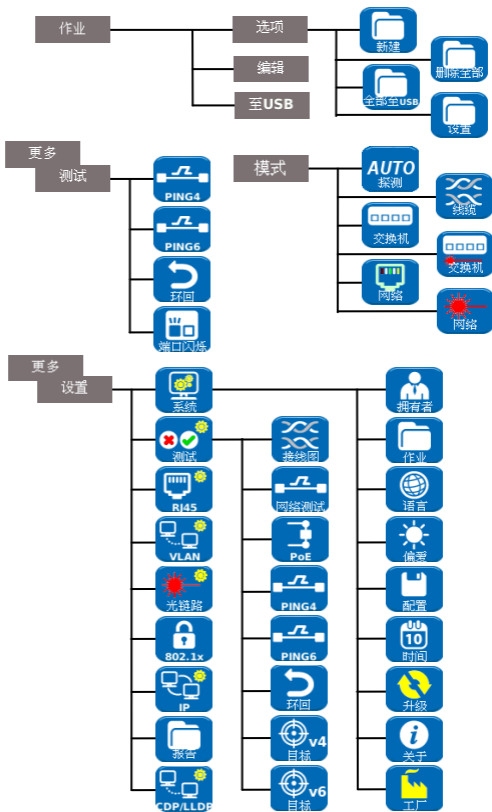 作业
选项
新建
编辑
删除全部
至USB
全部至USB
设置
更多
测试
PING4
PING6
环回
端口闪烁
模式
AUTO
探测
线缆
交换机
交换机
网络
网络
更多
设置
系统
测试
RJ45
VLAN
光链路
802.1x
IP
报告
CDP/LLDP
接线图
网络测试
PoE
PING4
PING6
环回
v4
目标
v6
目标
拥有者
作业
语言
偏爱
配置
10
时间
升级
i
关于
工厂